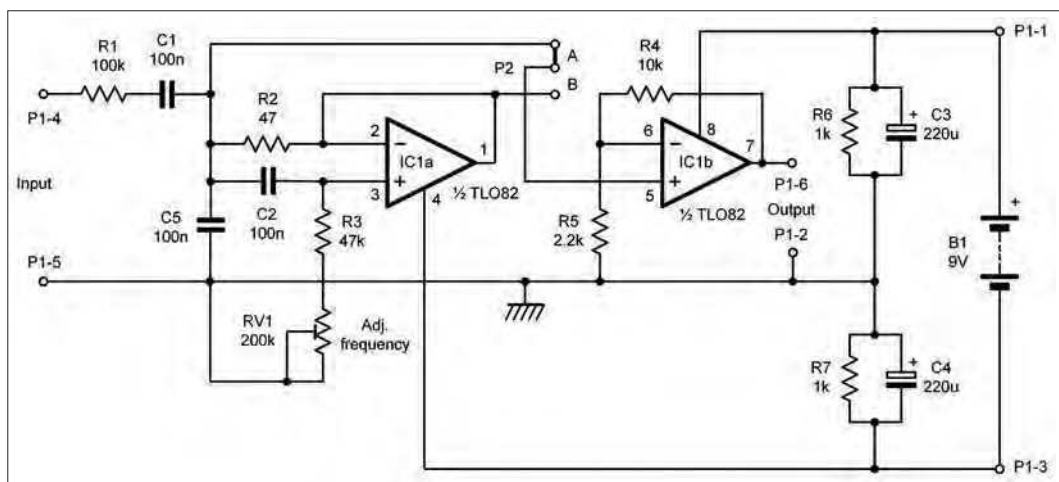 R1
100k
C1
100n
P1-4
Input
P1-5
R2
47
C5
100n
C2
100n
R3
47k
RV1
200k
Adj.
frequency
2
3
4
1
IC1a
½ TLO82
P2
A
B
R4
10k
R5
2.2k
6
5
8
7
IC1b
½ TLO82
P1-6
Output
P1-2
R6
1k
+
C3
220u
R7
1k
+
C4
220u
P1-1
+
B1
9V
P1-3